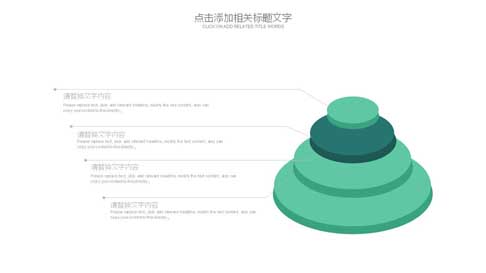 点击添加相关标题文字
CLICK ON ADD RELATED TITLE WORDS
请替换文字内容
Please replace text, click add relevant headline, modify the text content, also can
copy your content to this directly.
请替换文字内容
Please replace text, click add relevant headline, modify the text content, also can
copy your content to this directly.
请替换文字内容
Please replace text, click add relevant headline, modify the text content, also can
copy your content to this directly.
请替换文字内容
Please replace text, click add relevant headline, modify the text content, also can
copy your content to this directly.